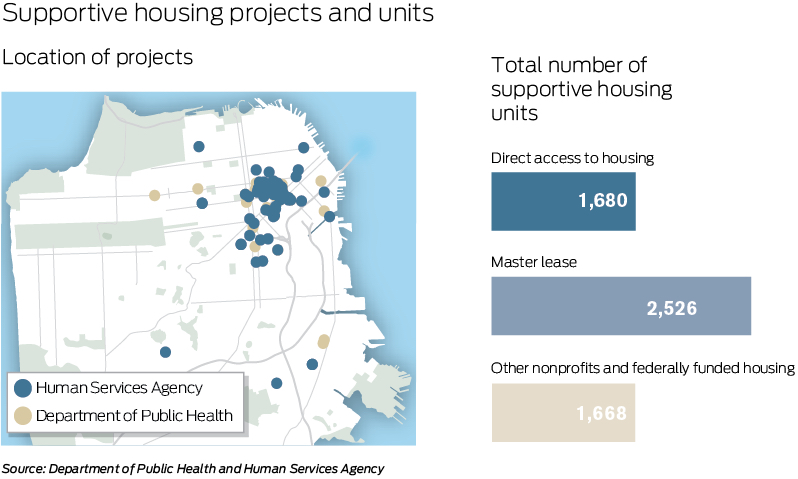 Supportive housing projects and units
Location of projects
Human Services Agency
Department of Public Health
Total number of
supportive housing
units
Direct access to housing
1,680
Master lease
2,526
Other nonprofits and federally funded housing
1,668
Source: Department of Public Health and Human Services Agency